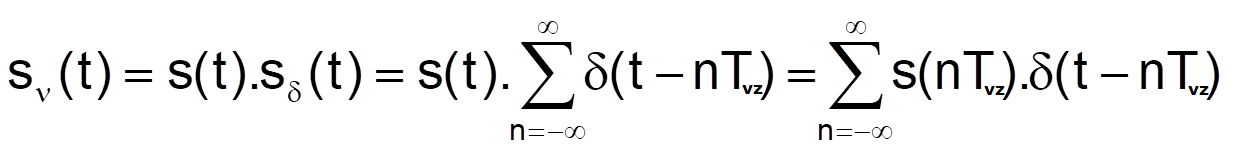 s_ν(t) = s(t).s_δ(t) = s(t). ∑_{n=−∞}^{∞} δ(t − nT_vz) = ∑_{n=−∞}^{∞} s(nT_vz).δ(t − nT_vz)